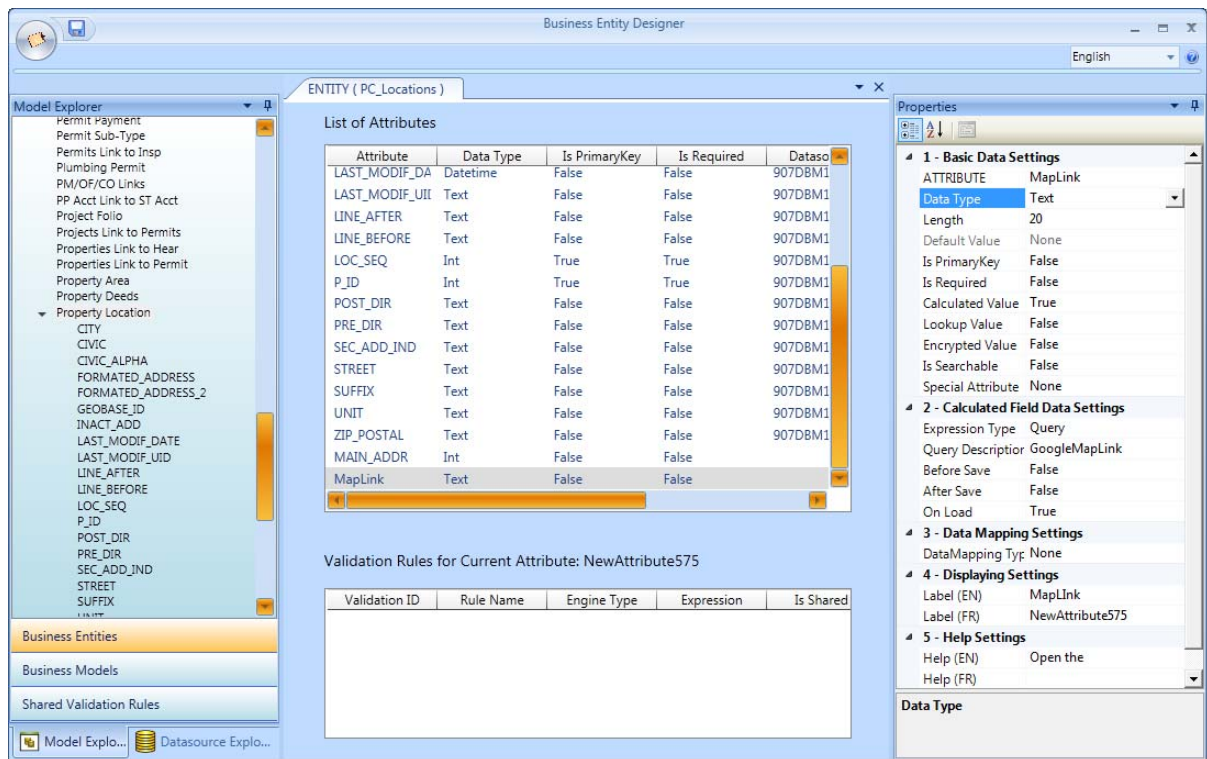 Business Entity Designer
English
Model Explorer
Permit Payment
Permit Sub-Type
Permits Link to Insp
Plumbing Permit
PM/OF/CO Links
PP Acct Link to ST Acct
Project Folio
Projects Link to Permits
Properties Link to Hear
Properties Link to Permit
Property Area
Property Deeds
Property Location
CITY
CIVIC
CIVIC_ALPHA
FORMATED_ADDRESS
FORMATED_ADDRESS_2
GEOBASE_ID
INACT_ADD
LAST_MODIF_DATE
LAST_MODIF_UID
LINE_AFTER
LINE_BEFORE
LOC_SEQ
P_ID
POST_DIR
PRE_DIR
SEC_ADD_IND
STREET
SUFFIX
UNIT
Business Entities
Business Models
Shared Validation Rules
Model Explo...
Datasource Explo...
ENTITY ( PC_Locations )
List of Attributes
Attribute Data Type Is PrimaryKey Is Required Dataso
LAST_MODIF_DA Datetime False False 907DBM1
LAST_MODIF_UII Text False False 907DBM1
LINE_AFTER Text False False 907DBM1
LINE_BEFORE Text False False 907DBM1
LOC_SEQ Int True True 907DBM1
P_ID Int True True 907DBM1
POST_DIR Text False False 907DBM1
PRE_DIR Text False False 907DBM1
SEC_ADD_IND Text False False 907DBM1
STREET Text False False 907DBM1
SUFFIX Text False False 907DBM1
UNIT Text False False 907DBM1
ZIP_POSTAL Text False False 907DBM1
MAIN_ADDR Int False False
MapLink Text False False
Validation Rules for Current Attribute: NewAttribute575
Validation ID Rule Name Engine Type Expression Is Shared
Properties
1 - Basic Data Settings
ATTRIBUTE MapLink
Data Type Text
Length 20
Default Value None
Is PrimaryKey False
Is Required False
Calculated Value True
Lookup Value False
Encrypted Value False
Is Searchable False
Special Attribute None
2 - Calculated Field Data Settings
Expression Type Query
Query Description GoogleMapLink
Before Save False
After Save False
On Load True
3 - Data Mapping Settings
DataMapping Typ None
4 - Displaying Settings
Label (EN) MapLInk
Label (FR) NewAttribute575
5 - Help Settings
Help (EN) Open the
Help (FR)
Data Type